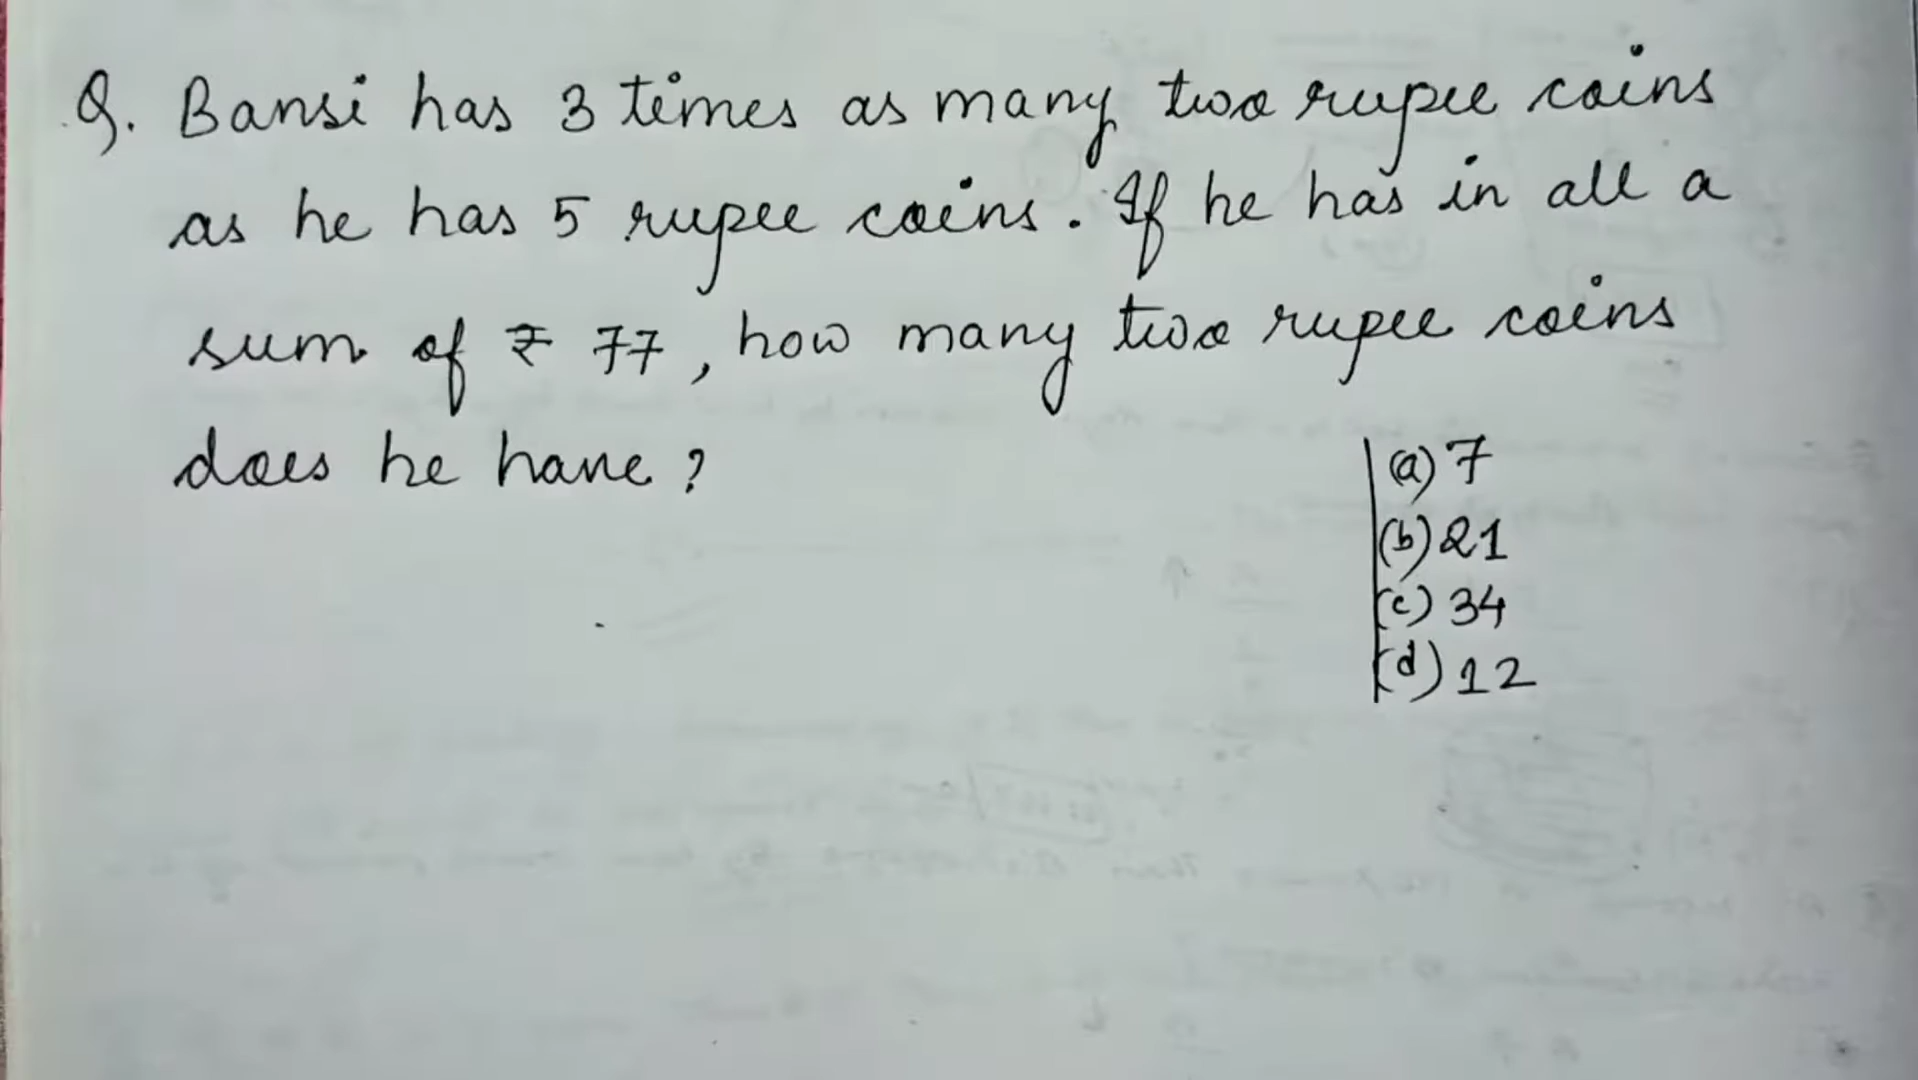 Q. Bansi has 3 times as many two rupee coins
as he has 5 rupee coins. If he has in all a
sum of ₹ 77, how many two rupee coins
does he have?
(a) 7
(b) 21
(c) 34
(d) 12